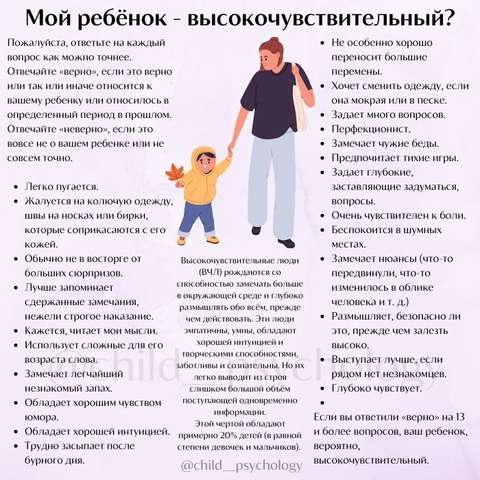 Мой ребёнок - высокочувствительный?
Пожалуйста, ответьте на каждый
вопрос как можно точнее.
Отвечайте «верно», если это верно
или так или иначе относится к
вашему ребенку или относилось в
определенный период в прошлом.
Отвечайте «неверно», если это
вовсе не о вашем ребенке или не
совсем точно.
• Легко пугается.
• Жалуется на колючую одежду,
швы на носках или бирки,
которые соприкасаются с его
кожей.
• Обычно не в восторге от
больших сюрпризов.
• Лучше запоминает
сдержанные замечания,
нежели строгое наказание.
• Кажется, читает мои мысли.
• Использует сложные для его
возраста слова.
• Замечает легчайший
незнакомый запах.
• Обладает хорошим чувством
юмора.
• Обладает хорошей интуицией.
• Трудно засыпает после
бурного дня.
Высокочувствительные люди
(ВЧЛ) рождаются со
способностью замечать больше
в окружающей среде и глубоко
размышлять обо всём, прежде
чем действовать. Эти люди
эмпатичны, умны, обладают
хорошей интуицией и
творческими способностями,
заботливы и сознательны. Но их
легко выводит из строя
слишком большой объём
поступающей одновременно
информации.
Этой чертой обладают
примерно 20% детей (в равной
степени девочек и мальчиков).
• Не особенно хорошо
переносит большие
перемены.
• Хочет сменить одежду, если
она мокрая или в песке.
• Задает много вопросов.
• Перфекционист.
• Замечает чужие беды.
• Предпочитает тихие игры.
• Задает глубокие,
заставляющие задуматься,
вопросы.
• Очень чувствителен к боли.
• Беспокоится в шумных
местах.
• Замечает нюансы (что-то
передвинули, что-то
изменилось в облике
человека и т. д.)
• Размышляет, безопасно ли
это, прежде чем залезть
высоко.
• Выступает лучше, если
рядом нет незнакомцев.
• Глубоко чувствует.
•
Если вы ответили «верно» на 13
и более вопросов, ваш ребенок,
вероятно,
высокочувствительный.
@child__psychology
@child__psychology